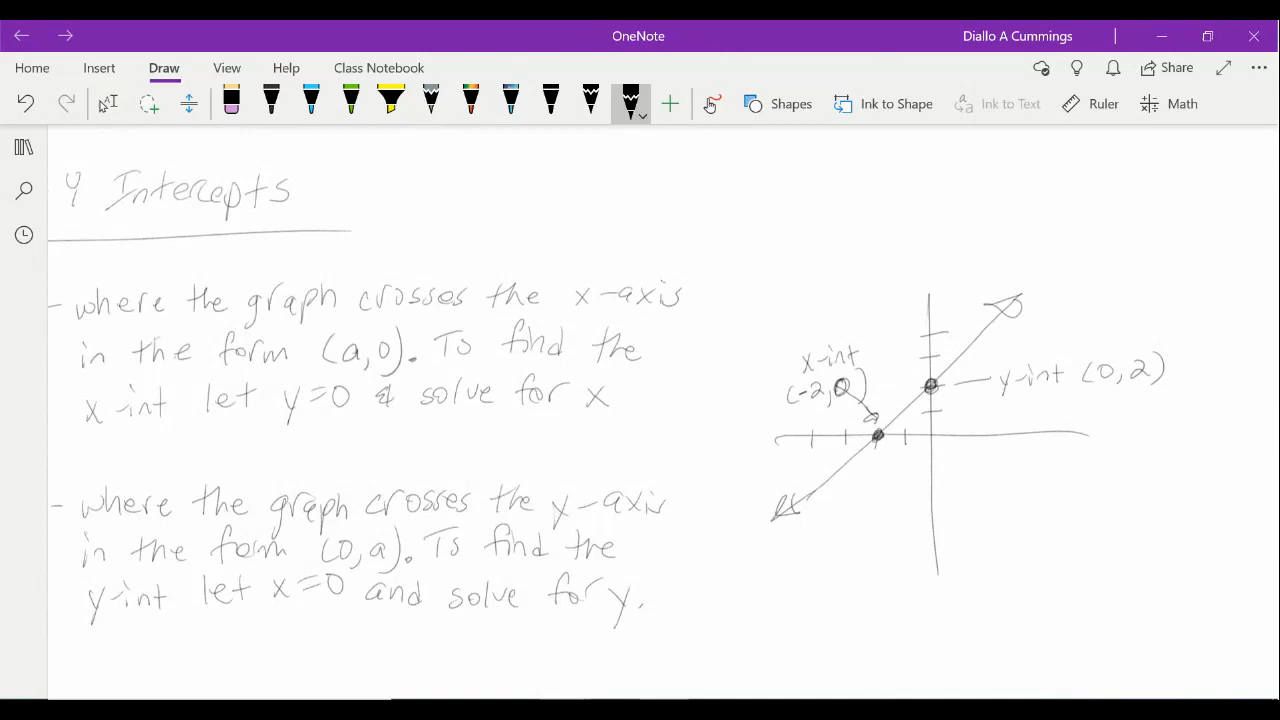 OneNote
Diallo A Cummings
Home Insert Draw View Help Class Notebook
Share
Shapes Ink to Shape Ink to Text Ruler Math
Y Intercepts
- where the graph crosses the x-axis
in the form (a,0). To find the
x-int let y=0 & solve for x
- where the graph crosses the y-axis
in the form (0,a). To find the
y-int let x=0 and solve for y.
x-int
(-2,0)
y-int (0,2)